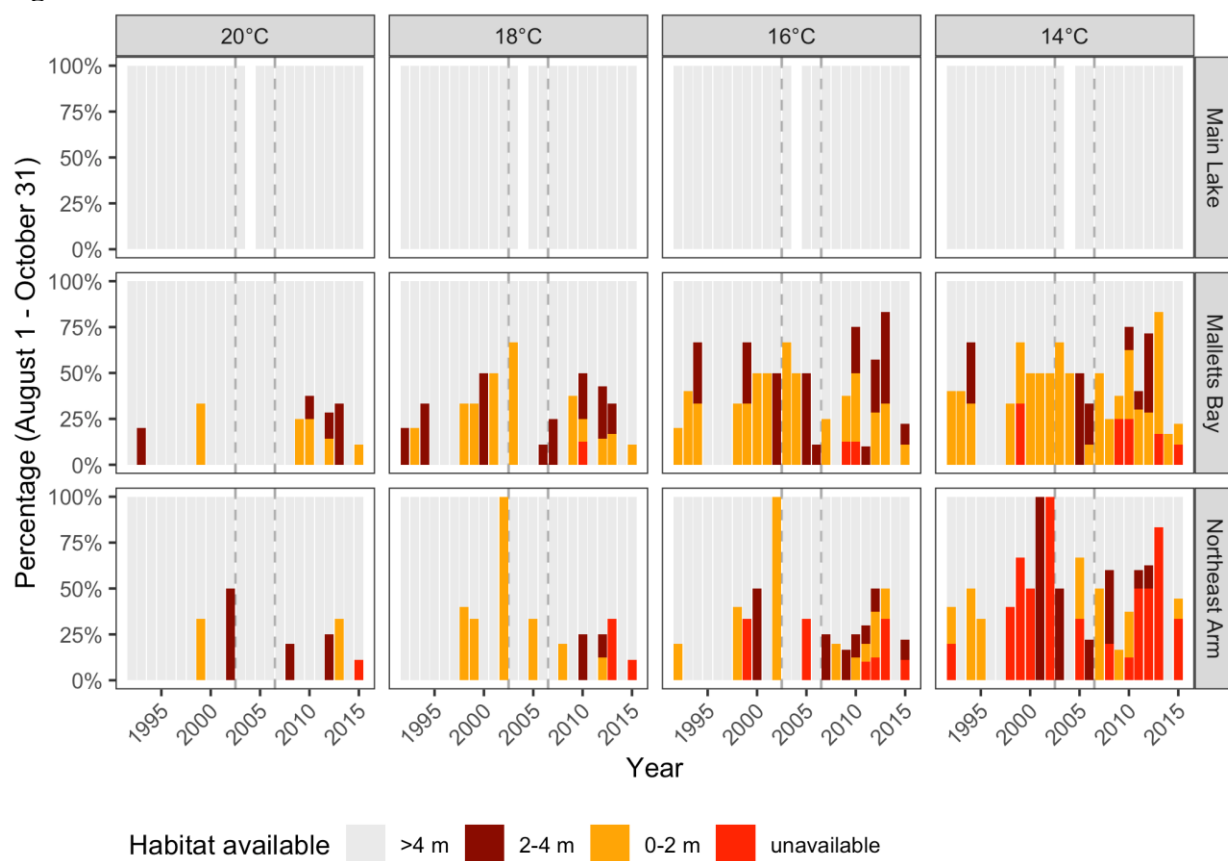 20°C 18°C 16°C 14°C
100%
75%
50%
25%
0%
Main Lake
100%
75%
50%
25%
0%
Malletts Bay
100%
75%
50%
25%
0%
Northeast Arm
Percentage (August 1 - October 31)
1995 2000 2005 2010 2015 1995 2000 2005 2010 2015 1995 2000 2005 2010 2015 1995 2000 2005 2010 2015
Year
Habitat available >4 m 2-4 m 0-2 m unavailable